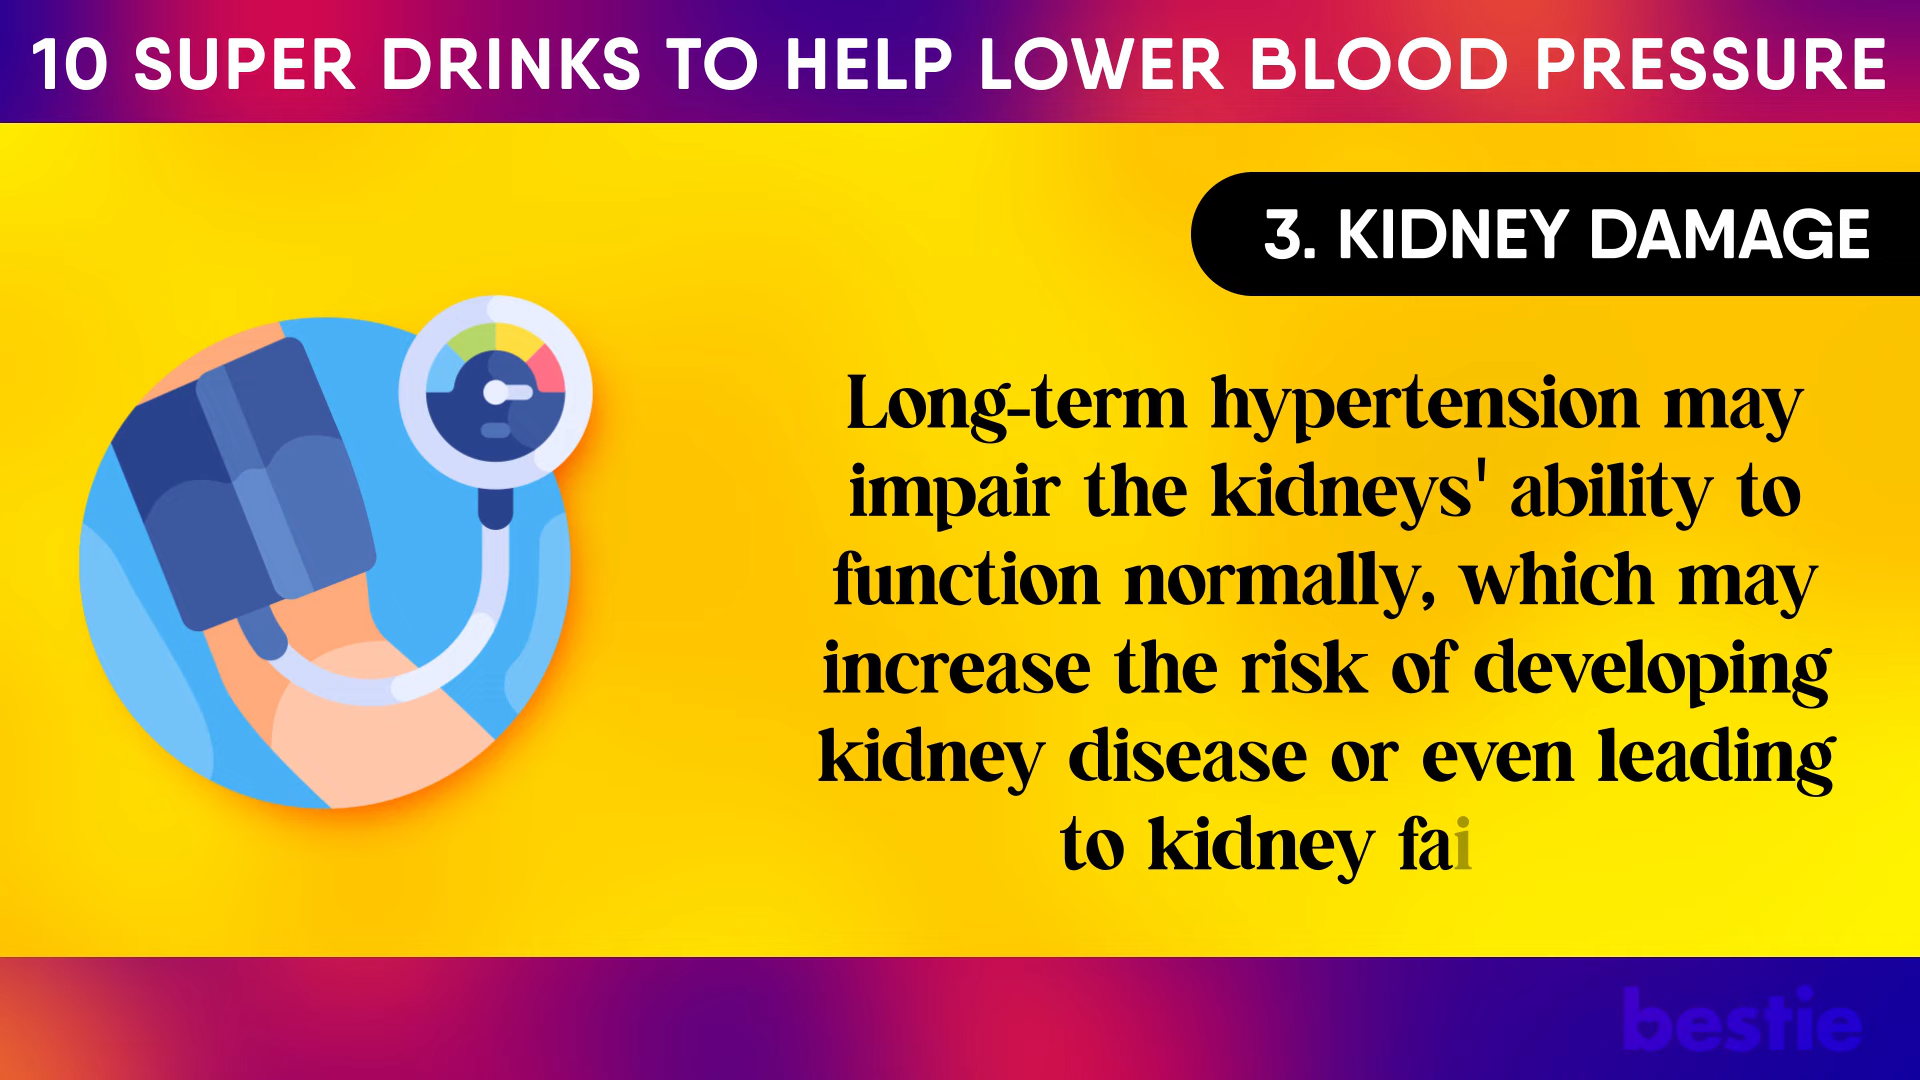 10 SUPER DRINKS TO HELP LOWER BLOOD PRESSURE
3. KIDNEY DAMAGE
Long-term hypertension may
impair the kidneys' ability to
function normally, which may
increase the risk of developing
kidney disease or even leading
to kidney fai
bestie